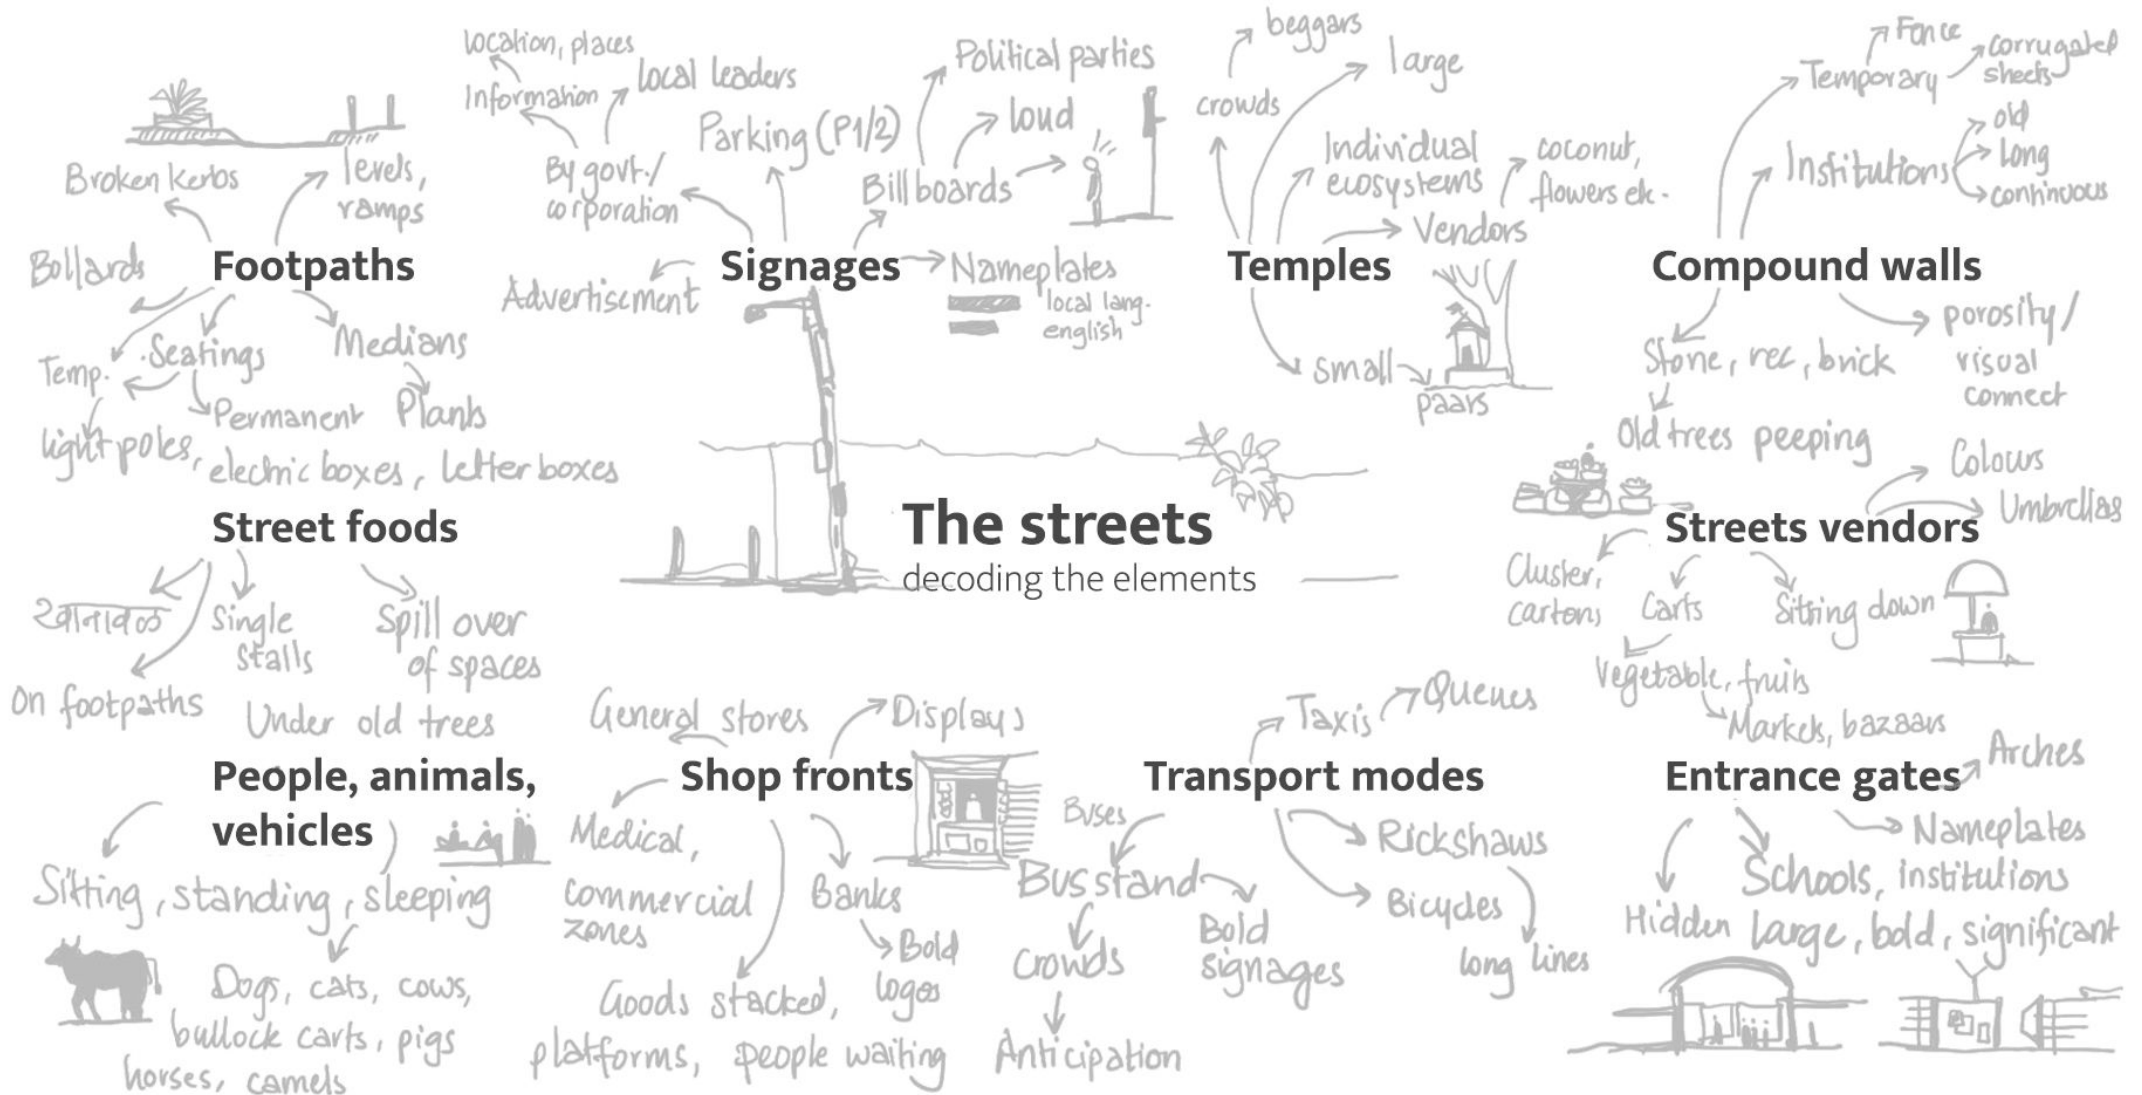 The streets
decoding the elements
Footpaths
Broken kerbs
levels,
ramps
Bollards
Temp.
Seatings
Medians
Permanent
Plants
light poles,
electric boxes, letter boxes
Signages
location, places
Information
local leaders
By govt./
corporation
Parking (P1/2)
Billboards
Political parties
loud
Advertisement
Nameplates
local lang.
english
Temples
crowds
beggars
large
Individual
ecosystems
Vendors
coconut,
flowers etc.
small
paars
Compound walls
Temporary
Fence
corrugated
sheets
Institutions
old
long
continuous
Stone, rcc, brick
Old trees peeping
porosity/
visual
connect
Street foods
Single
stalls
Spill over
of spaces
On footpaths
Under old trees
Streets vendors
Colours
Umbrellas
Cluster,
cartons
Carts
Sitting down
Vegetable, fruits
Markets, bazaars
People, animals,
vehicles
Sitting, standing, sleeping
Dogs, cats, cows,
bullock carts, pigs
horses, camels
Shop fronts
General stores
Displays
Medical,
commercial
zones
Banks
Bold
logos
Goods stacked,
platforms, people waiting
Transport modes
Taxis
Queues
Buses
Bus stand
Crowds
Anticipation
Bold
signages
Rickshaws
Bicycles
long lines
Entrance gates
Arches
Nameplates
Schools, institutions
Hidden
large, bold, significant